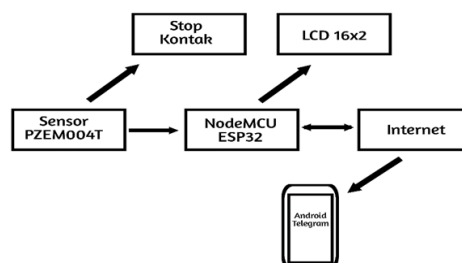 Stop
Kontak
LCD 16x2
Sensor
PZEM004T
NodeMCU
ESP32
Internet
Android
Telegram